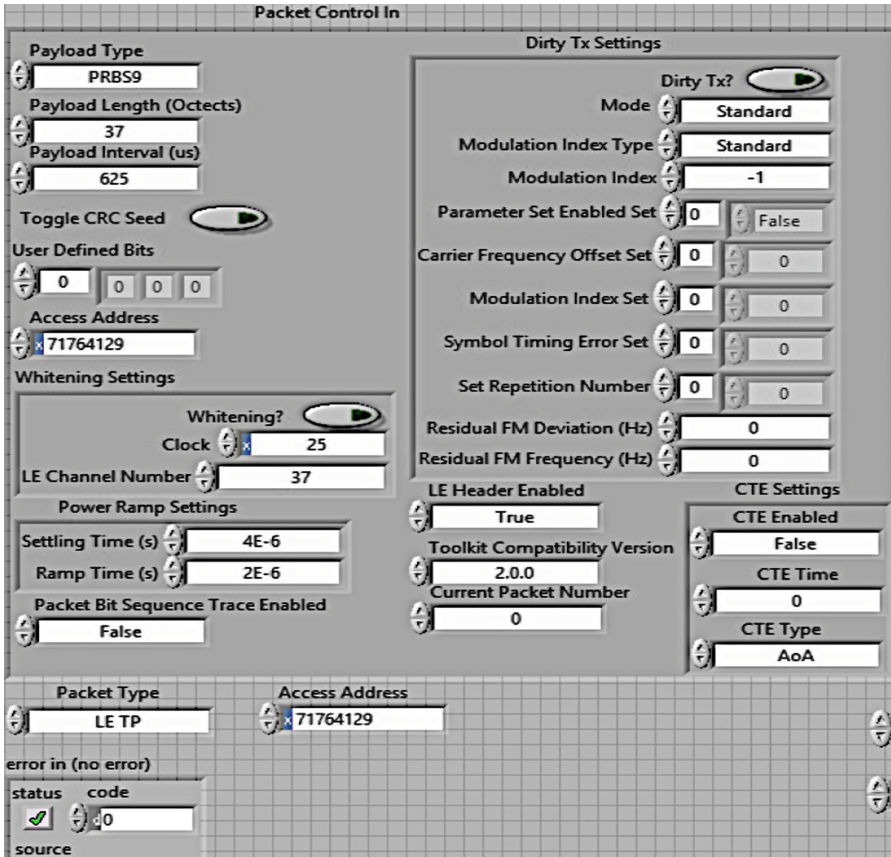 Packet Control In
Payload Type
PRBS9
Payload Length (Octects)
37
Payload Interval (us)
625
Toggle CRC Seed
User Defined Bits
0 0 0 0
Access Address
x 71764129
Whitening Settings
Whitening?
Clock x 25
LE Channel Number 37
Power Ramp Settings
Settling Time (s) 4E-6
Ramp Time (s) 2E-6
Packet Bit Sequence Trace Enabled
False
Dirty Tx Settings
Dirty Tx?
Mode Standard
Modulation Index Type Standard
Modulation Index -1
Parameter Set Enabled Set 0 False
Carrier Frequency Offset Set 0 0
Modulation Index Set 0 0
Symbol Timing Error Set 0 0
Set Repetition Number 0 0
Residual FM Deviation (Hz) 0
Residual FM Frequency (Hz) 0
LE Header Enabled
True
Toolkit Compatibility Version
2.0.0
Current Packet Number
0
CTE Settings
CTE Enabled
False
CTE Time
0
CTE Type
AoA
Packet Type
LE TP
Access Address
x 71764129
error in (no error)
status code
d 0
source